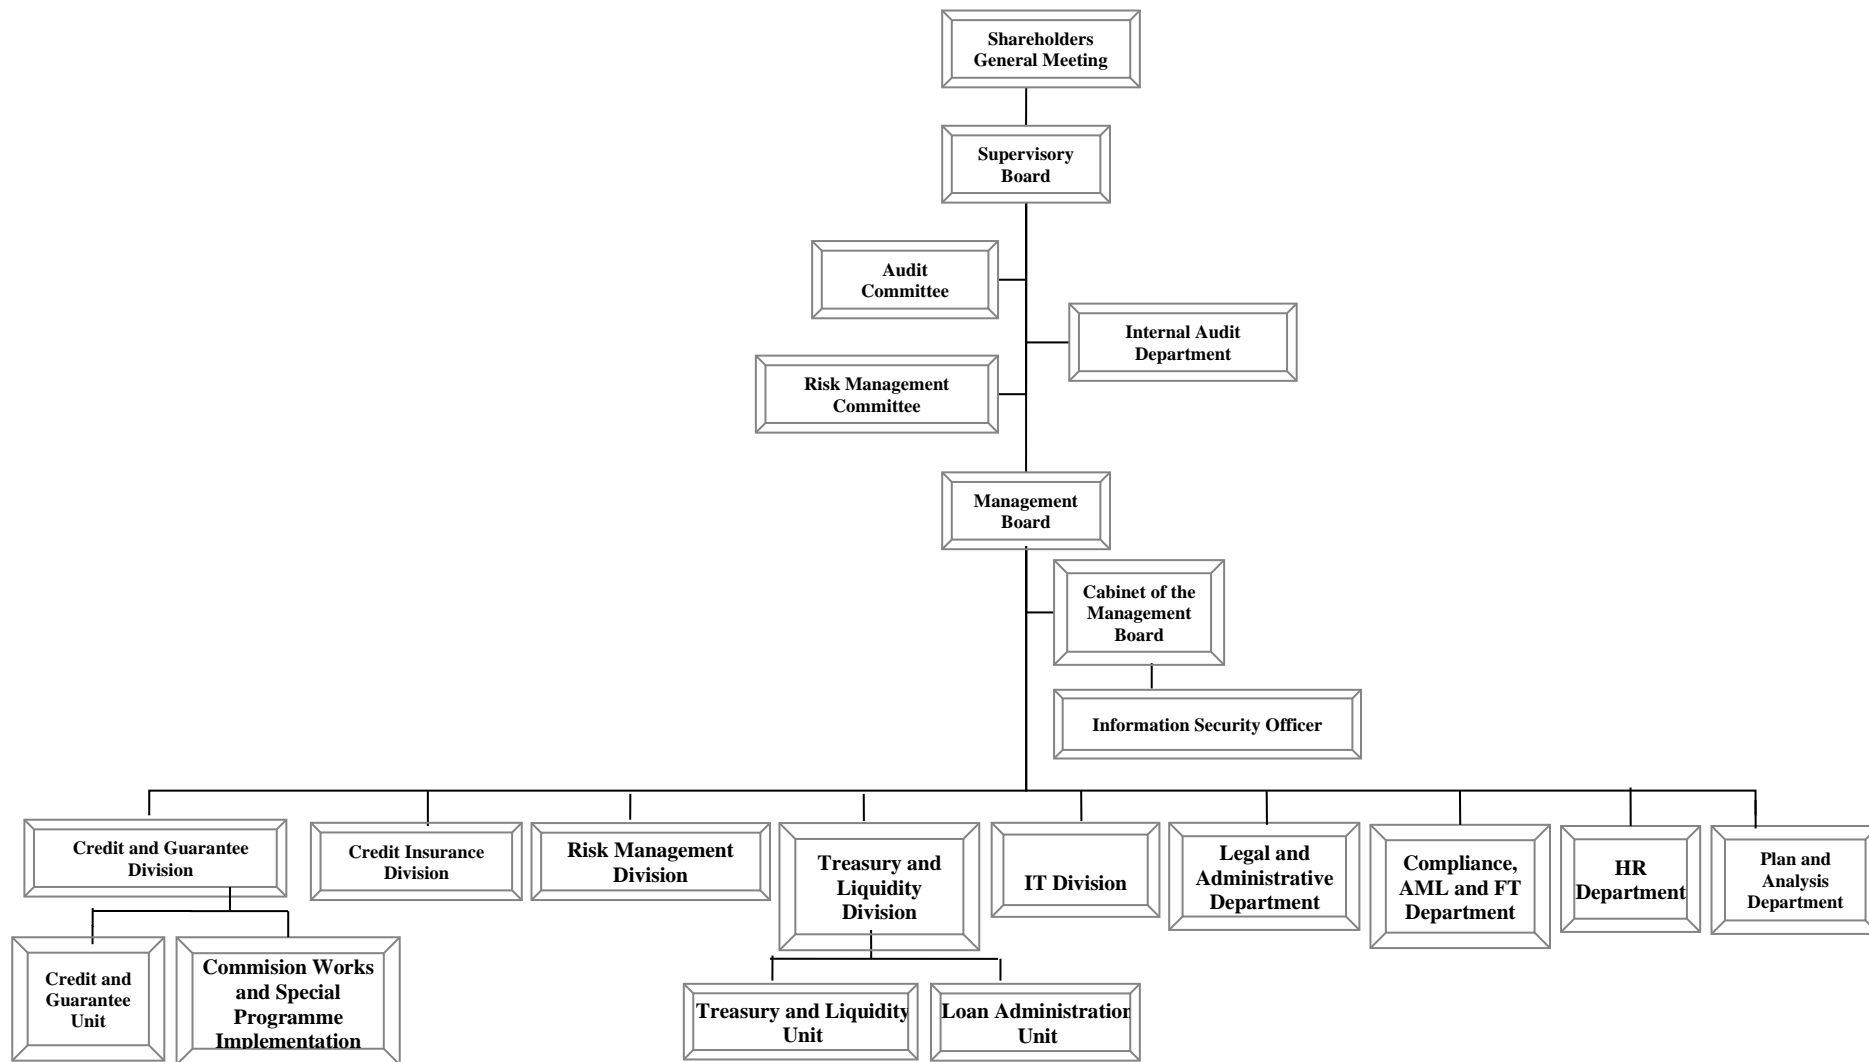 Shareholders
General Meeting
Supervisory
Board
Audit
Committee
Internal Audit
Department
Risk Management
Committee
Management
Board
Cabinet of the
Management
Board
Information Security Officer
Credit and Guarantee
Division
Credit Insurance
Division
Risk Management
Division
Treasury and
Liquidity
Division
IT Division
Legal and
Administrative
Department
Compliance,
AML and FT
Department
HR
Department
Plan and
Analysis
Department
Credit and
Guarantee
Unit
Commision Works
and Special
Programme
Implementation
Treasury and Liquidity
Unit
Loan Administration
Unit